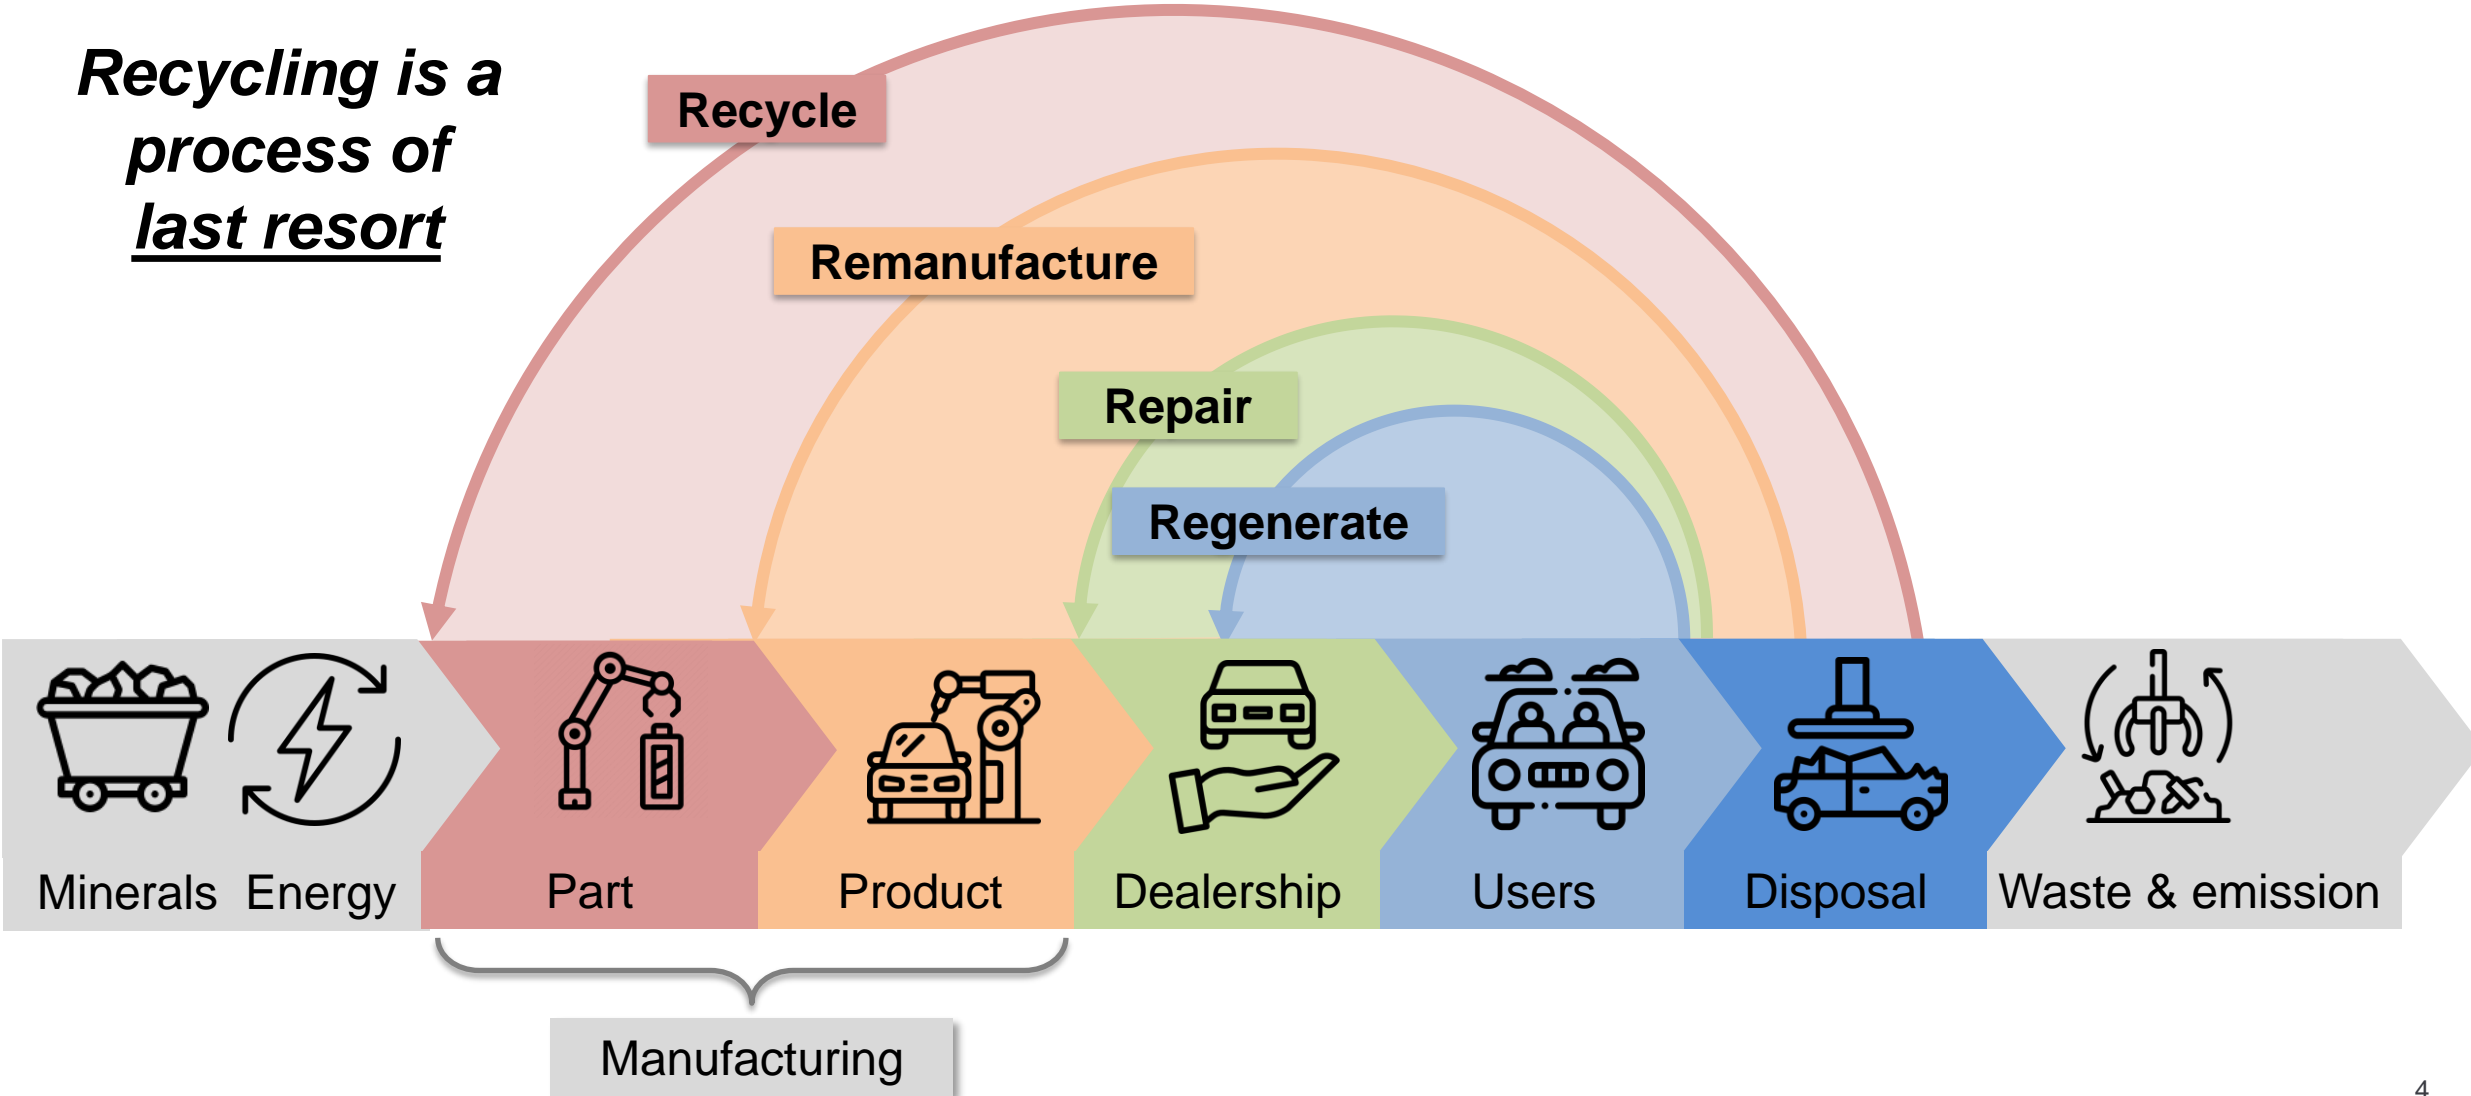 Recycling is a
process of
last resort
Recycle
Remanufacture
Repair
Regenerate
Minerals Energy Part Product Dealership Users Disposal Waste & emission
Manufacturing
4